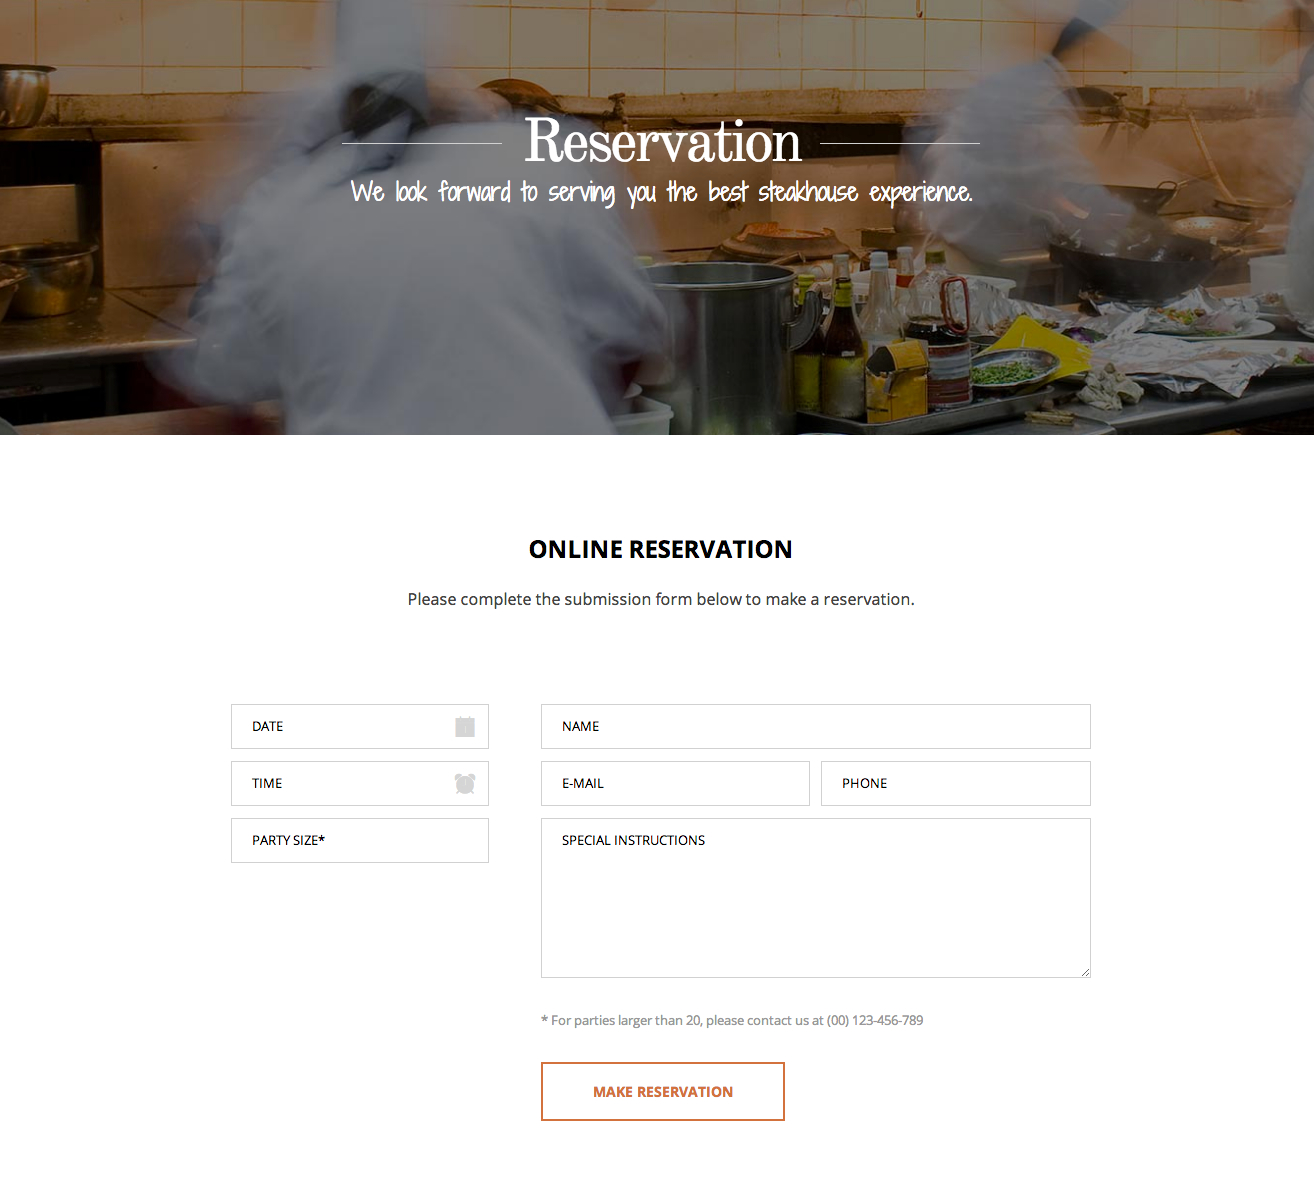 Reservation
We look forward to serving you the best steakhouse experience.
ONLINE RESERVATION
Please complete the submission form below to make a reservation.
DATE
NAME
TIME
E-MAIL
PHONE
PARTY SIZE*
SPECIAL INSTRUCTIONS
* For parties larger than 20, please contact us at (00) 123-456-789
MAKE RESERVATION